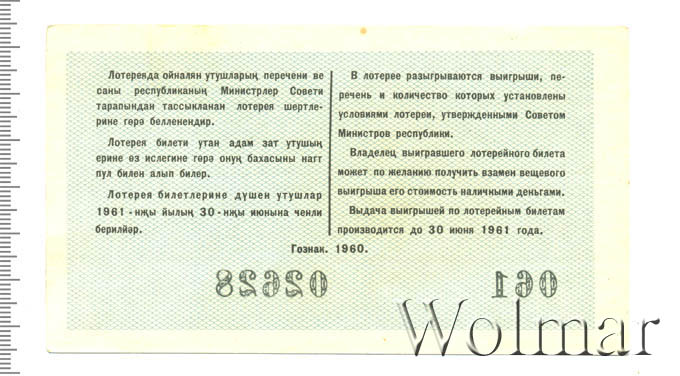 Лотереяда ойналян утушларың перечени ве
саны республиканың Министрлер Совети
тарапындан тассыкланан лотерея шертле-
рине гөрә белленендир.
Лотерея билети утан адам зат утушың
ерине өз ислегине гөрә онуң бахасыны нагт
пул билен алып билер.
Лотерея билетлерине дүшен утушлар
1961-нҗы йылың 30-нҗы июнына ченли
берилйәр.
В лотерее разыгрываются выигрыши, пе-
речень и количество которых установлены
условиями лотереи, утвержденными Советом
Министров республики.
Владелец выигравшего лотерейного билета
может по желанию получить взамен вещевого
выигрыша его стоимость наличными деньгами.
Выдача выигрышей по лотерейным билетам
производится до 30 июня 1961 года.
Гознак. 1960.
160 02628
Wolmar